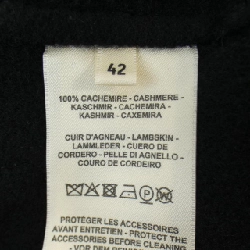 42
100% CACHEMIRE - CASHMERE -
KASCHMIR - CACHEMIRA -
KASHMIR - CAXEMIRA
CUIR D'AGNEAU - LAMBSKIN -
LAMMLEDER - CUERO DE
CORDERO - PELLE DI AGNELLO -
COURO DE CORDEIRO
P
PROTÉGER LES ACCESSOIRES
AVANT ENTRETIEN - PROTECT THE
ACCESSORIES BEFORE CLEANING